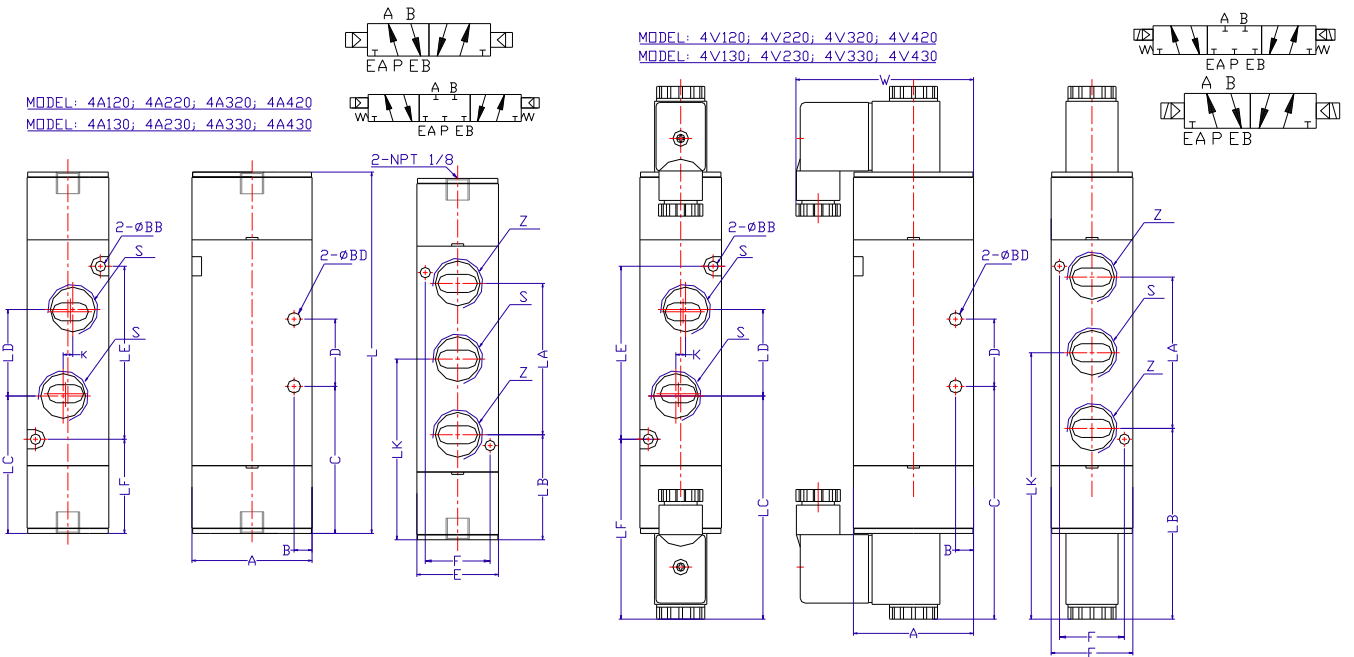 A B
EA P EB
MODEL: 4A120; 4A220; 4A320; 4A420
MODEL: 4A130; 4A230; 4A330; 4A430
A B
W W
EA P EB
MODEL: 4V120; 4V220; 4V320; 4V420
MODEL: 4V130; 4V230; 4V330; 4V430
A B
W W
EA P EB
A B
EA P EB
2-øBB
S
S
K
LD
LE
LC
LF
2-øBD
D
L
C
B
A
2-NPT 1/8
Z
S
Z
LA
LK
LB
F
E
2-øBB
S
S
K
LE
LD
LF
LC
W
2-øBD
D
C
B
A
Z
S
Z
LA
LK
LB
F
F